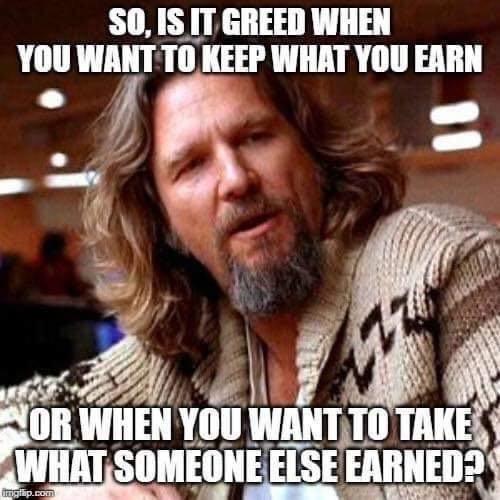 SO, IS IT GREED WHEN
YOU WANT TO KEEP WHAT YOU EARN
OR WHEN YOU WANT TO TAKE
WHAT SOMEONE ELSE EARNED?
imgflip.com